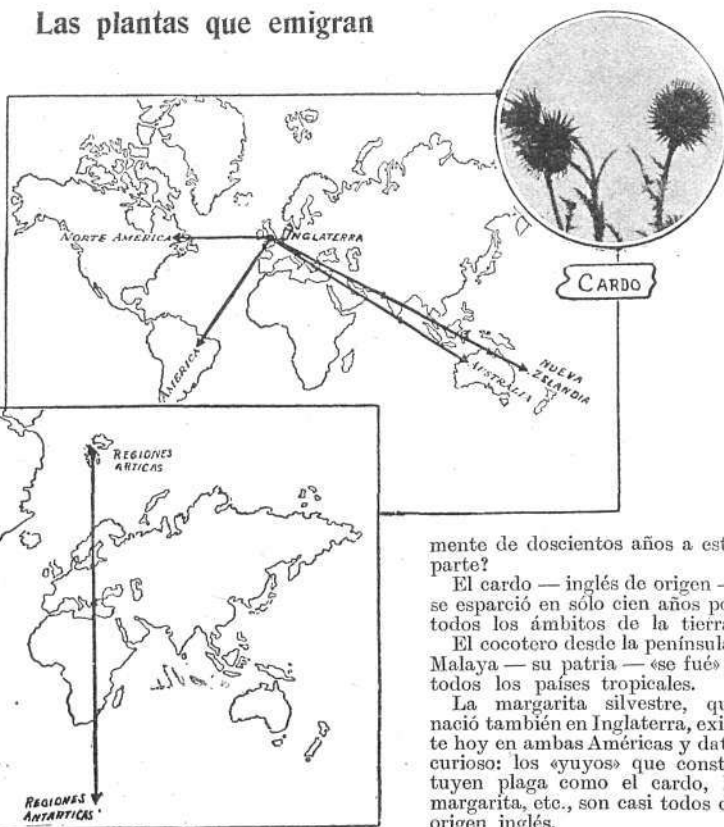 Las plantas que emigran
NORTE AMERICA
INGLATERRA
CARDO
AMERICA
AUSTRALIA
NUEVA
ZELANDIA
REGIONES
ARTICAS
REGIONES
ANTARTICAS
mente de doscientos años a est
parte?
El cardo — inglés de origen —
se esparció en sólo cien años po
todos los ámbitos de la tierra
El cocotero desde la península
Malaya — su patria — «se fué»
todos los países tropicales.
La margarita silvestre, qu
nació también en Inglaterra, exis
te hoy en ambas Américas y dat
curioso: los «yuyos» que const
tuyen plaga como el cardo,
margarita, etc., son casi todos d
origen inglés.